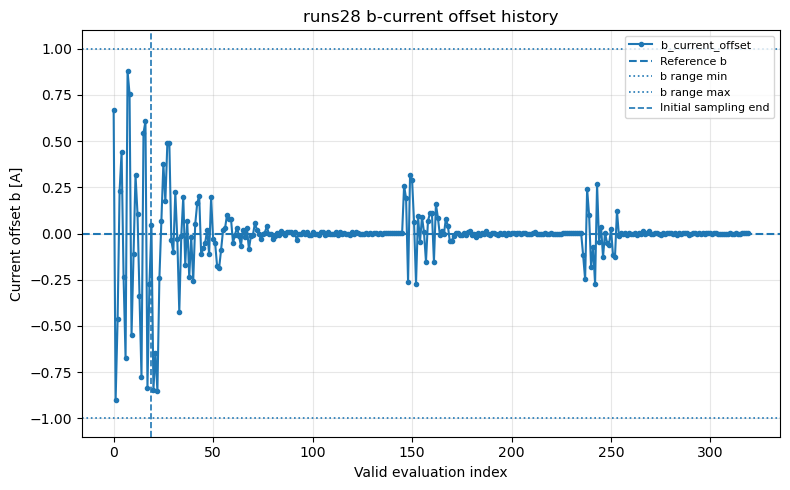 runs28 b-current offset history
1.00
0.75
0.50
0.25
0.00
−0.25
−0.50
−0.75
−1.00
Current offset b [A]
b_current_offset
Reference b
b range min
b range max
Initial sampling end
0 50 100 150 200 250 300
Valid evaluation index